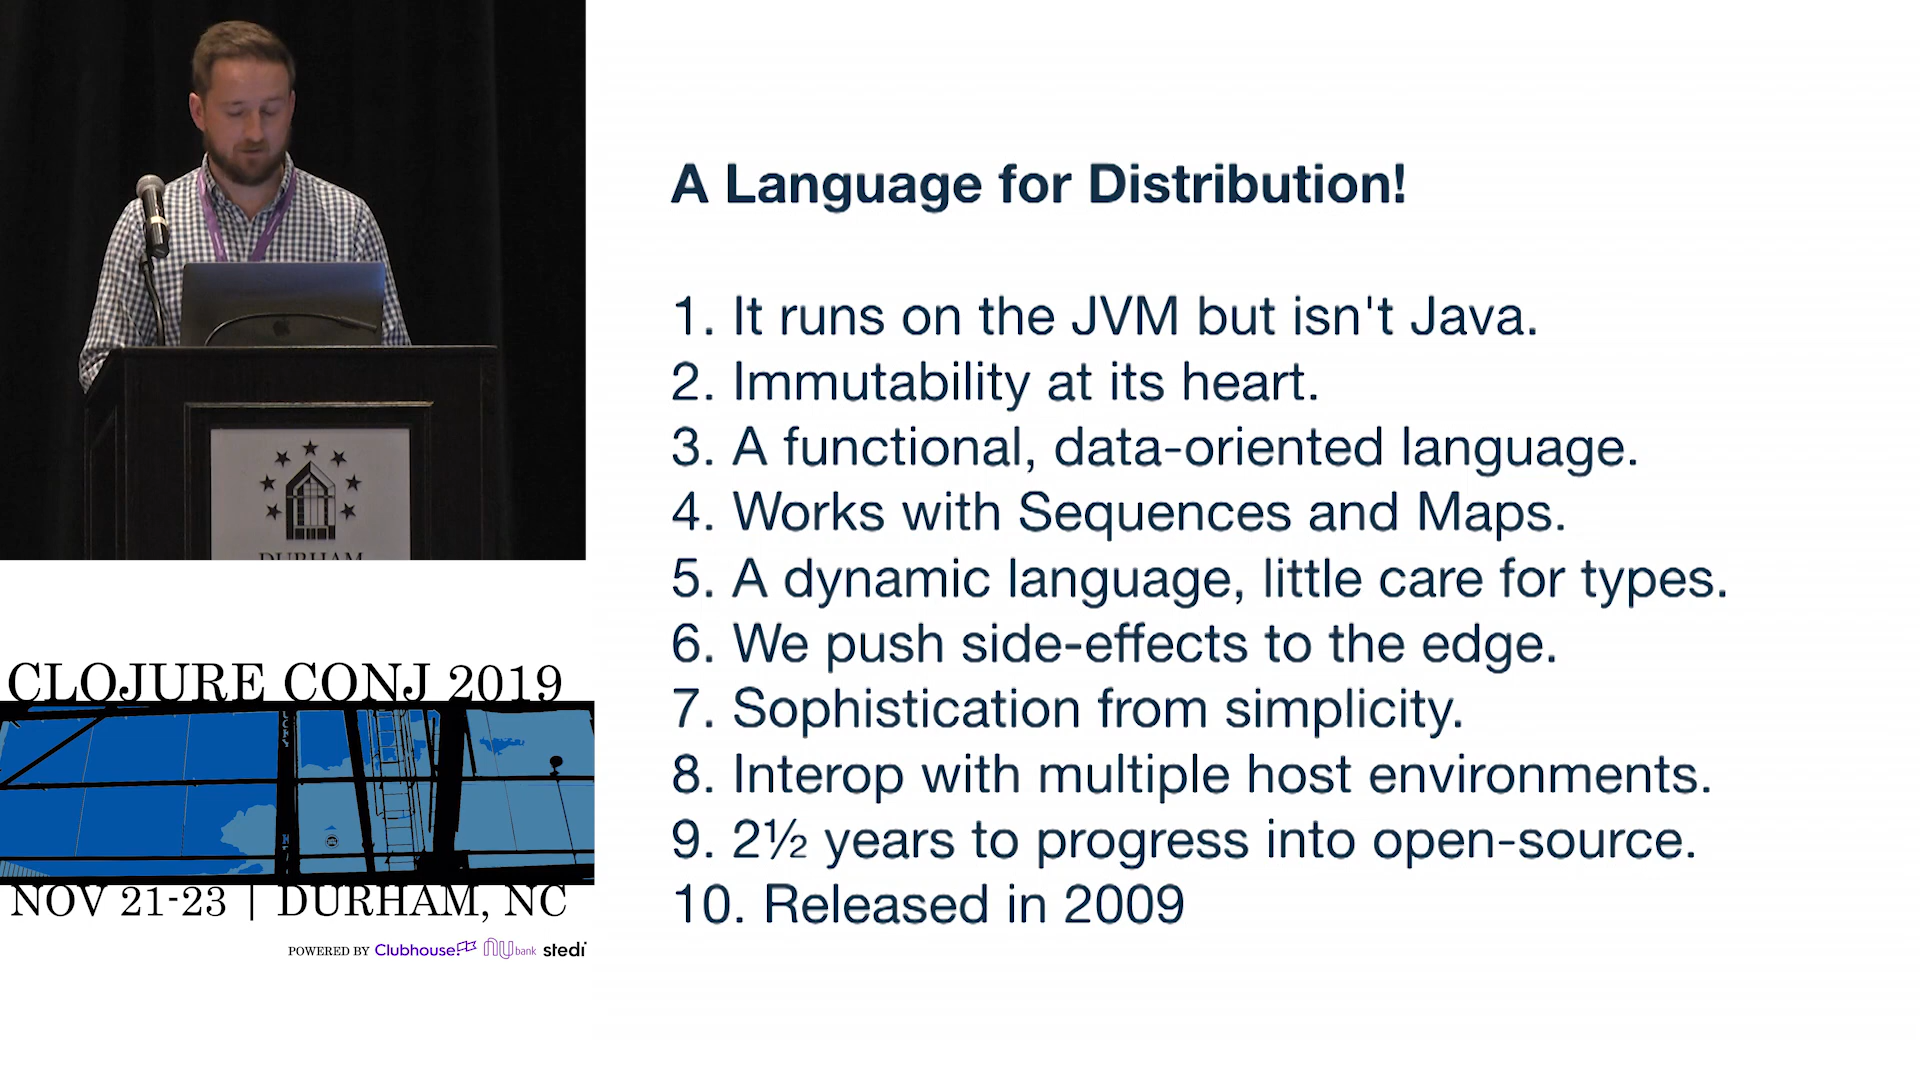 A Language for Distribution!
1. It runs on the JVM but isn't Java.
2. Immutability at its heart.
3. A functional, data-oriented language.
4. Works with Sequences and Maps.
5. A dynamic language, little care for types.
6. We push side-effects to the edge.
7. Sophistication from simplicity.
8. Interop with multiple host environments.
9. 2½ years to progress into open-source.
10. Released in 2009
DURHAM
CLOJURE CONJ 2019
NOV 21-23 | DURHAM, NC
POWERED BY Clubhouse nu bank stedi